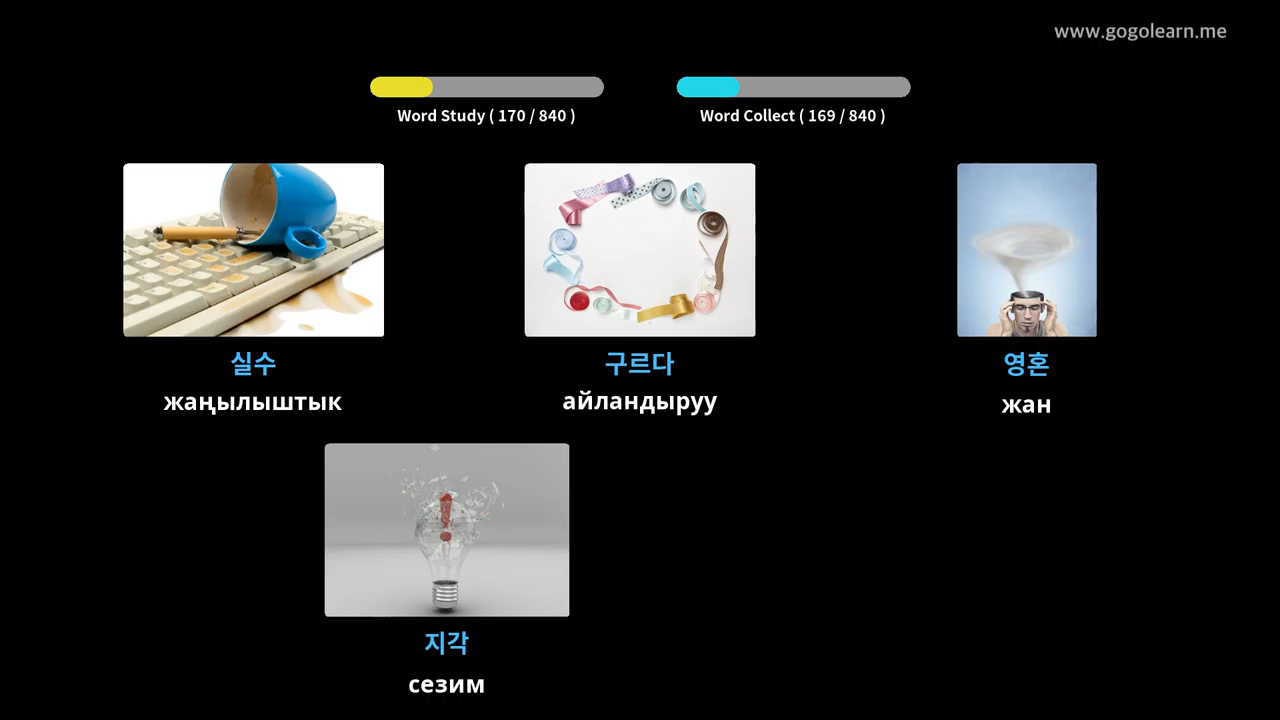 www.gogolearn.me
Word Study ( 170 / 840 )
Word Collect ( 169 / 840 )
실수
жаңылыштык
구르다
айландыруу
영혼
жан
지각
сезим